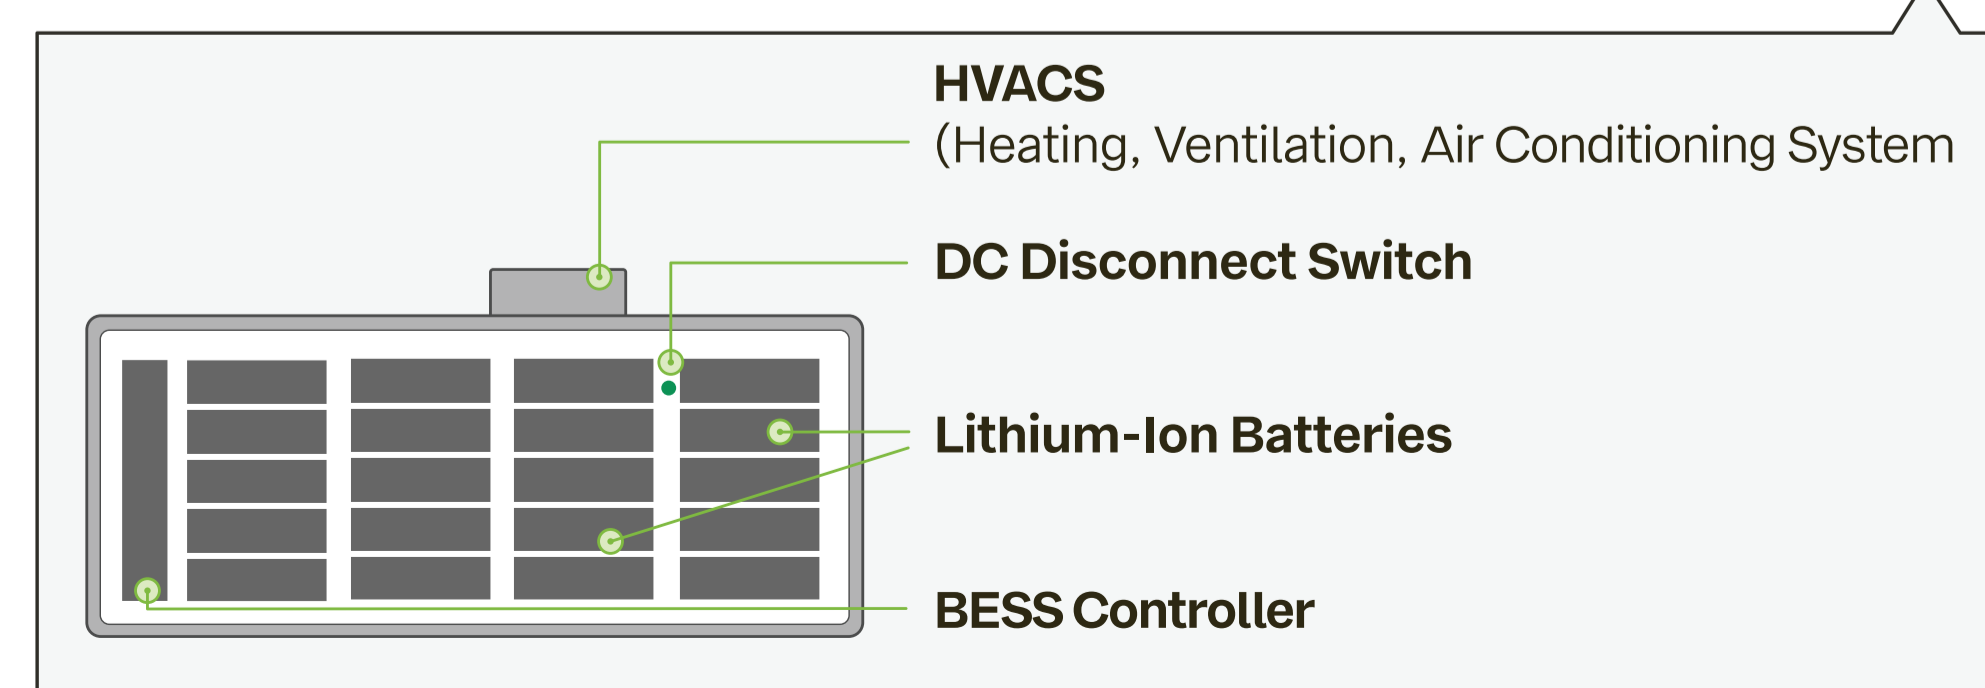 HVACS
(Heating, Ventilation, Air Conditioning System
DC Disconnect Switch
Lithium-Ion Batteries
BESS Controller